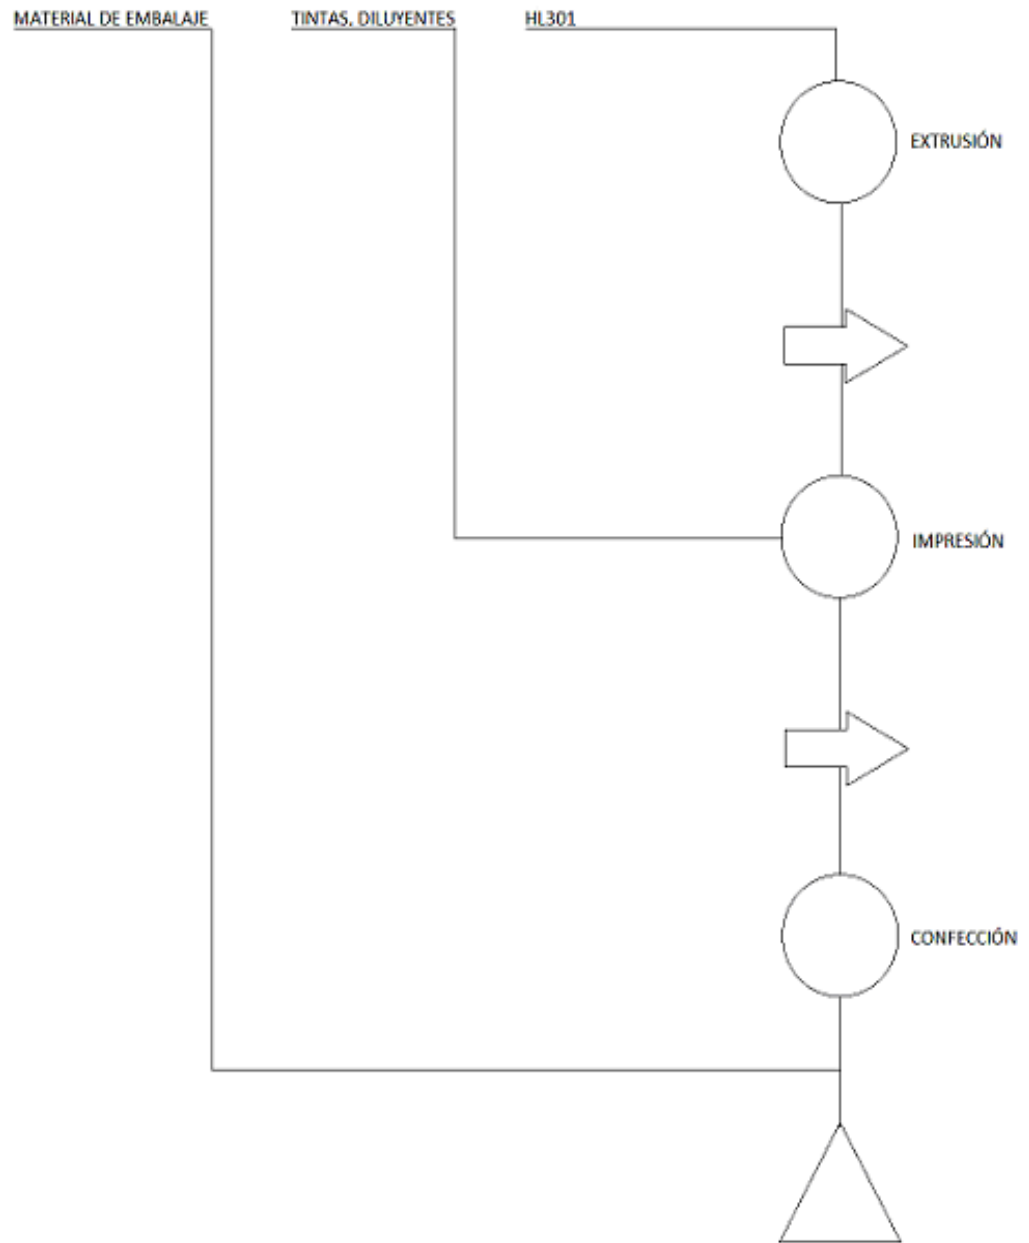 MATERIAL DE EMBALAJE
TINTAS, DILUYENTES
HL301
EXTRUSIÓN
IMPRESIÓN
CONFECCIÓN